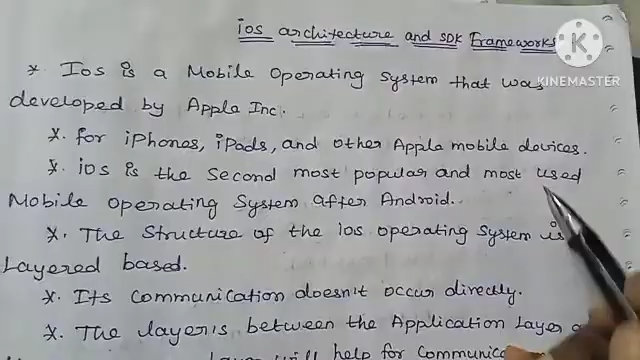 ios architecture and SDK Frameworks
KINEMASTER
* Ios is a Mobile Operating System that was
developed by Apple Inc.
*. for iphones, ipads, and other Apple mobile devices.
*. ios is the Second most popular and most used
Mobile Operating System after Android.
*. The structure of the ios operating System is
Layered based.
*. Its communication doesn't occur directly.
*. The layer is between the Application Layer
Layer will help for Communic